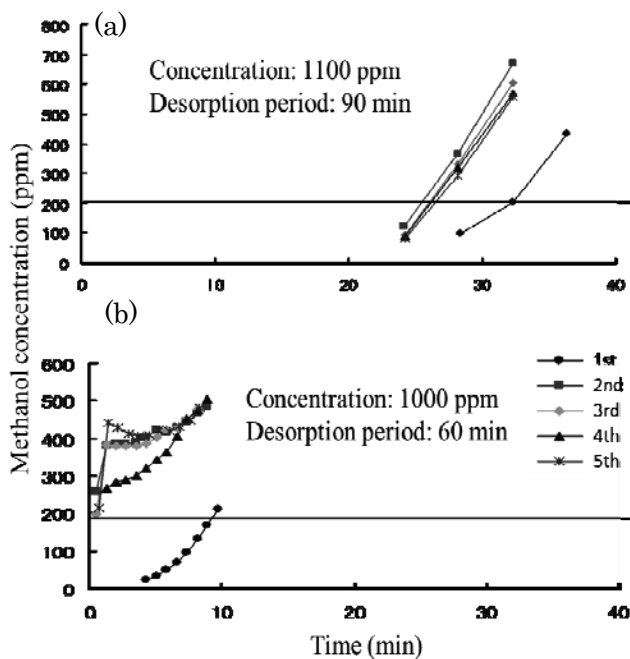 (a)
800
700
600
500
400
300
200
100
0
Concentration: 1100 ppm
Desorption period: 90 min
0 10 20 30 40
Methanol concentration (ppm)
(b)
600
500
400
300
200
100
0
Concentration: 1000 ppm
Desorption period: 60 min
1st
2nd
3rd
4th
5th
0 10 20 30 40
Time (min)